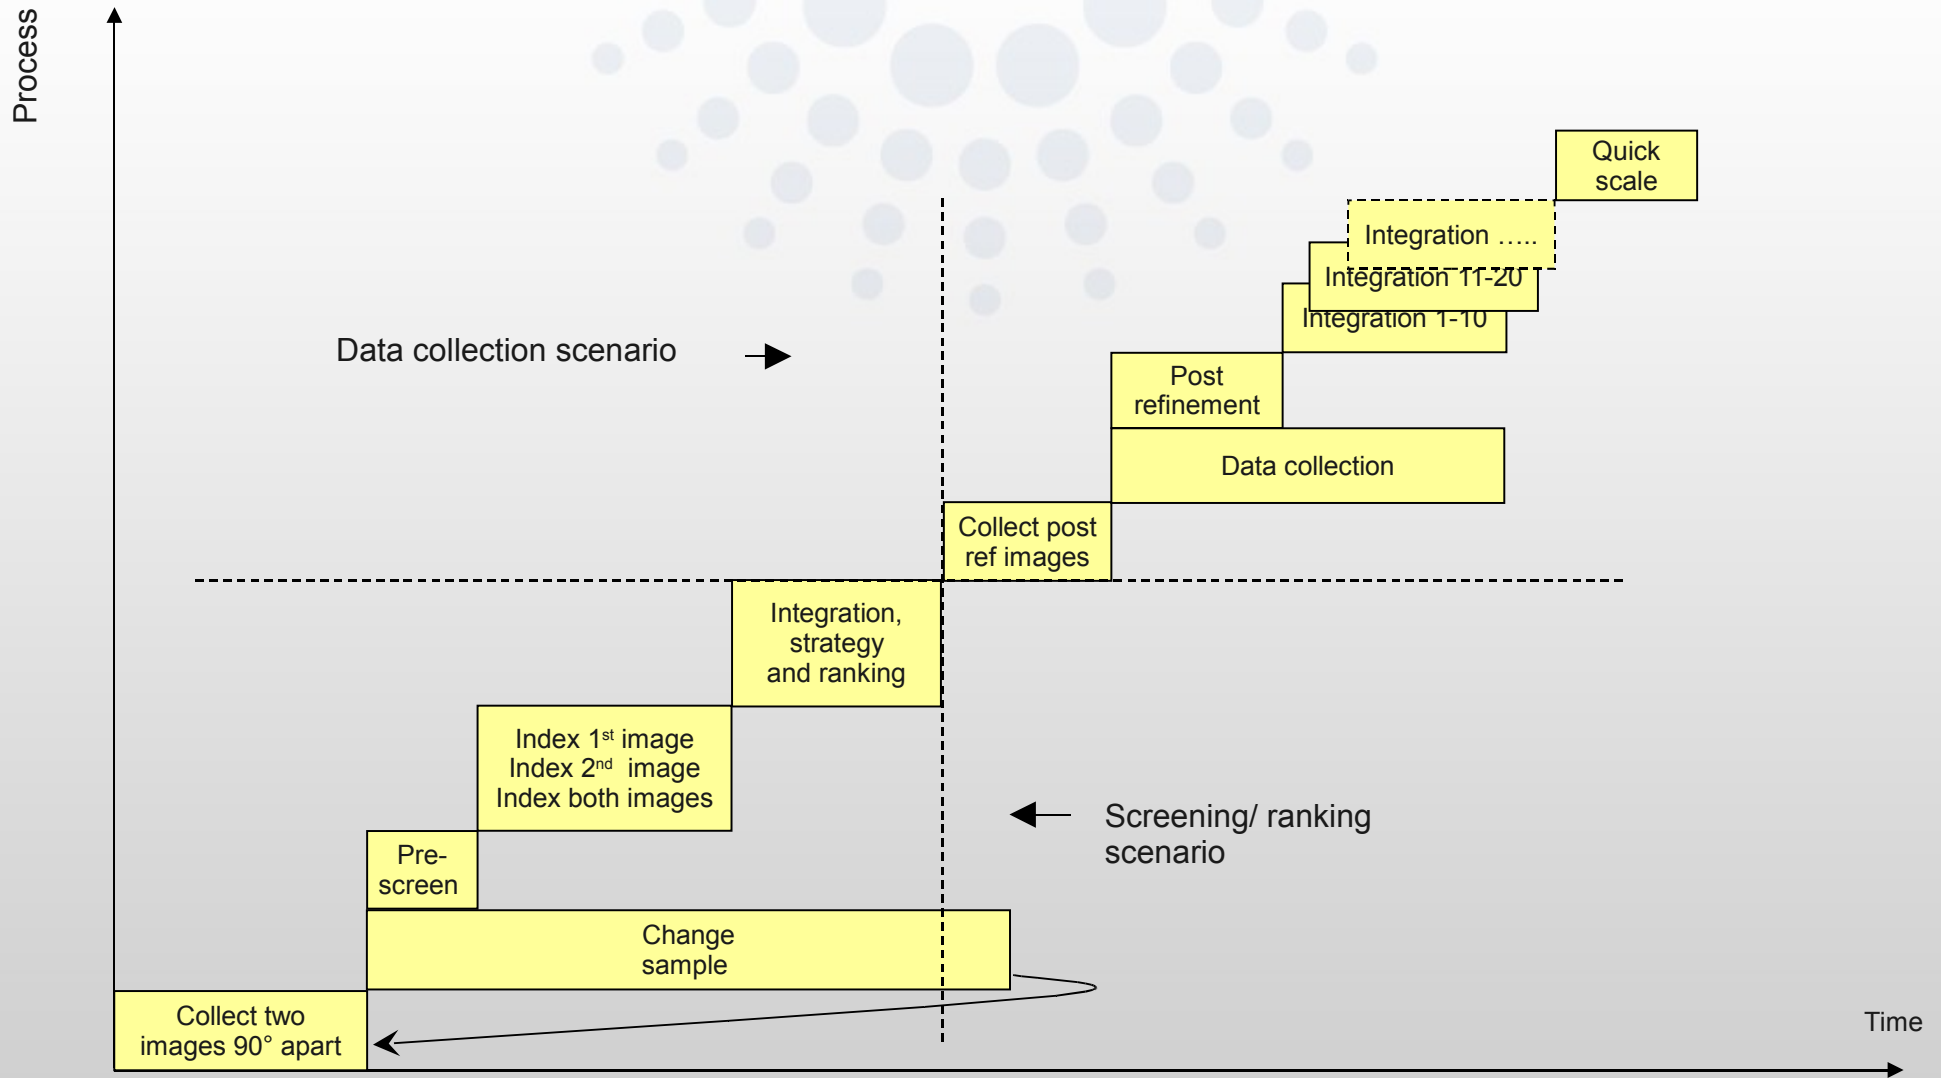 Process
Quick
scale
Integration …..
Integration 11-20
Integration 1-10
Data collection scenario
Post
refinement
Data collection
Collect post
ref images
Integration,
strategy
and ranking
Index 1st image
Index 2nd image
Index both images
Screening/ ranking
scenario
Pre-
screen
Change
sample
Collect two
images 90° apart
Time